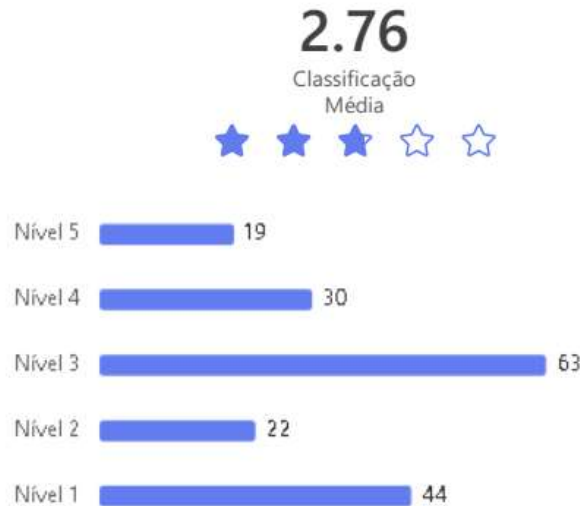 2.76
Classificação
Média
Nível 5 19
Nível 4 30
Nível 3 63
Nível 2 22
Nível 1 44